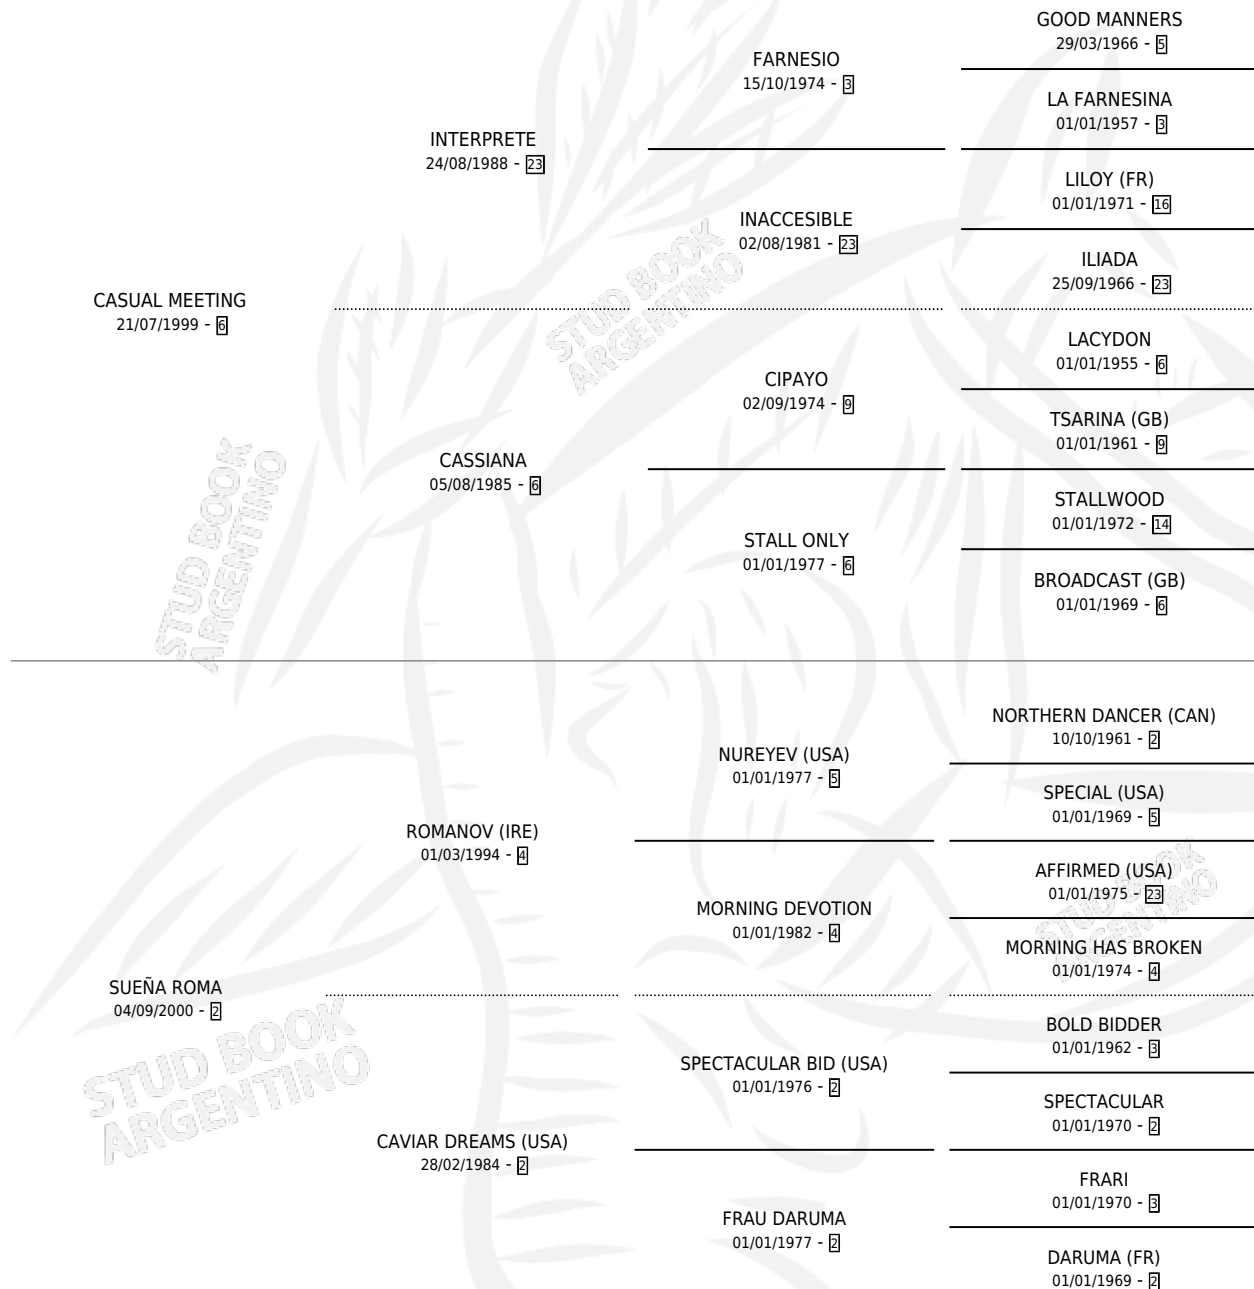 GOOD MANNERS
29/03/1966 - 5
FARNESIO
15/10/1974 - 3
LA FARNESINA
01/01/1957 - 3
INTERPRETE
24/08/1988 - 23
LILOY (FR)
01/01/1971 - 16
INACCESIBLE
02/08/1981 - 23
ILIADA
25/09/1966 - 23
CASUAL MEETING
21/07/1999 - 6
LACYDON
01/01/1955 - 6
CIPAYO
02/09/1974 - 9
TSARINA (GB)
01/01/1961 - 9
CASSIANA
05/08/1985 - 6
STALLWOOD
01/01/1972 - 14
STALL ONLY
01/01/1977 - 6
BROADCAST (GB)
01/01/1969 - 6
NORTHERN DANCER (CAN)
10/10/1961 - 2
NUREYEV (USA)
01/01/1977 - 5
SPECIAL (USA)
01/01/1969 - 5
ROMANOV (IRE)
01/03/1994 - 4
AFFIRMED (USA)
01/01/1975 - 23
MORNING DEVOTION
01/01/1982 - 4
MORNING HAS BROKEN
01/01/1974 - 4
SUEÑA ROMA
04/09/2000 - 2
BOLD BIDDER
01/01/1962 - 3
SPECTACULAR BID (USA)
01/01/1976 - 2
SPECTACULAR
01/01/1970 - 2
CAVIAR DREAMS (USA)
28/02/1984 - 2
FRARI
01/01/1970 - 3
FRAU DARUMA
01/01/1977 - 2
DARUMA (FR)
01/01/1969 - 2
STUD BOOK
ARGENTINO
STUD BOOK
ARGENTINO
STUD BOOK
ARGENTINO
STUD BOOK
ARGENTINO